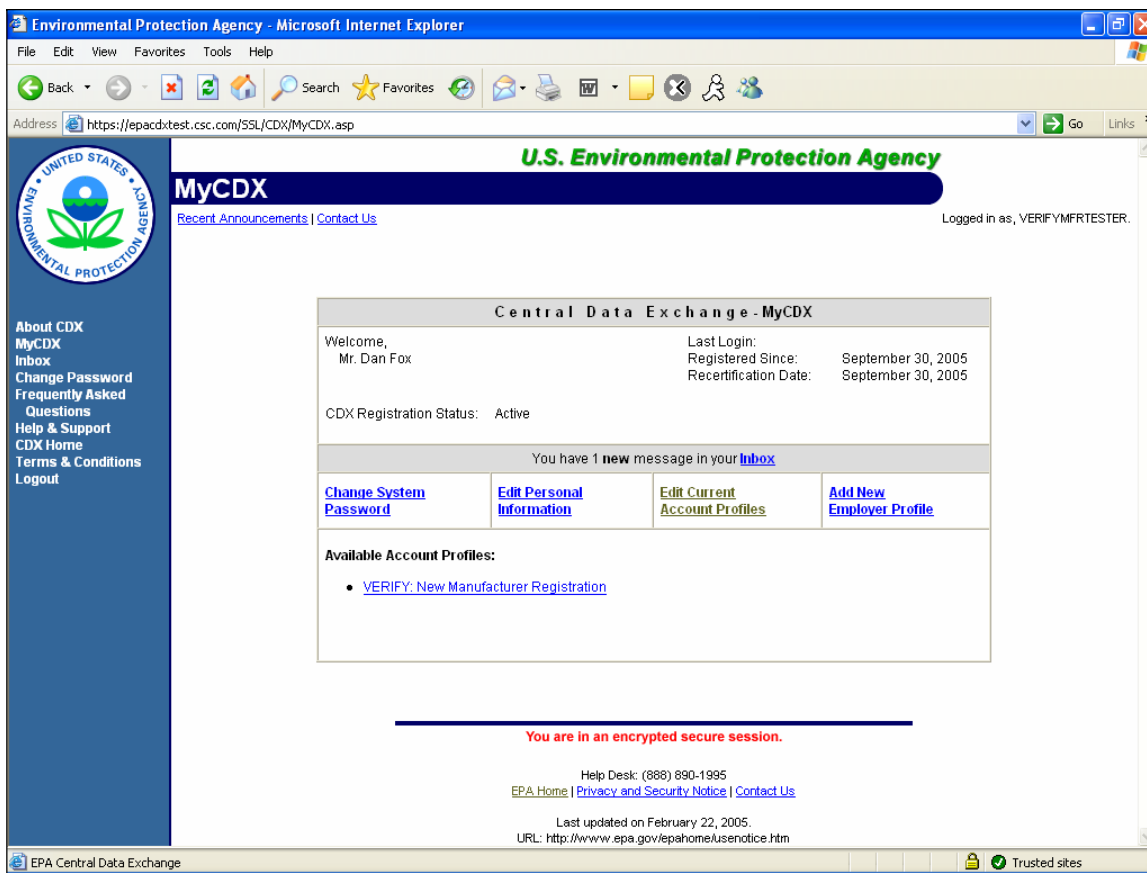 Environmental Protection Agency - Microsoft Internet Explorer
File Edit View Favorites Tools Help
Back Search Favorites
Address https://epacdxtest.csc.com/SSL/CDX/MyCDX.asp Go Links
UNITED STATES ENVIRONMENTAL PROTECTION AGENCY
U.S. Environmental Protection Agency
MyCDX
Recent Announcements | Contact Us
Logged in as, VERIFYMFRTESTER.
About CDX
MyCDX
Inbox
Change Password
Frequently Asked
Questions
Help & Support
CDX Home
Terms & Conditions
Logout
Central Data Exchange - MyCDX
Welcome,
Mr. Dan Fox
Last Login:
Registered Since: September 30, 2005
Recertification Date: September 30, 2005
CDX Registration Status: Active
You have 1 new message in your Inbox
Change System
Password
Edit Personal
Information
Edit Current
Account Profiles
Add New
Employer Profile
Available Account Profiles:
• VERIFY: New Manufacturer Registration
You are in an encrypted secure session.
Help Desk: (888) 890-1995
EPA Home | Privacy and Security Notice | Contact Us
Last updated on February 22, 2005.
URL: http://www.epa.gov/epahome/usenotice.htm
EPA Central Data Exchange Trusted sites